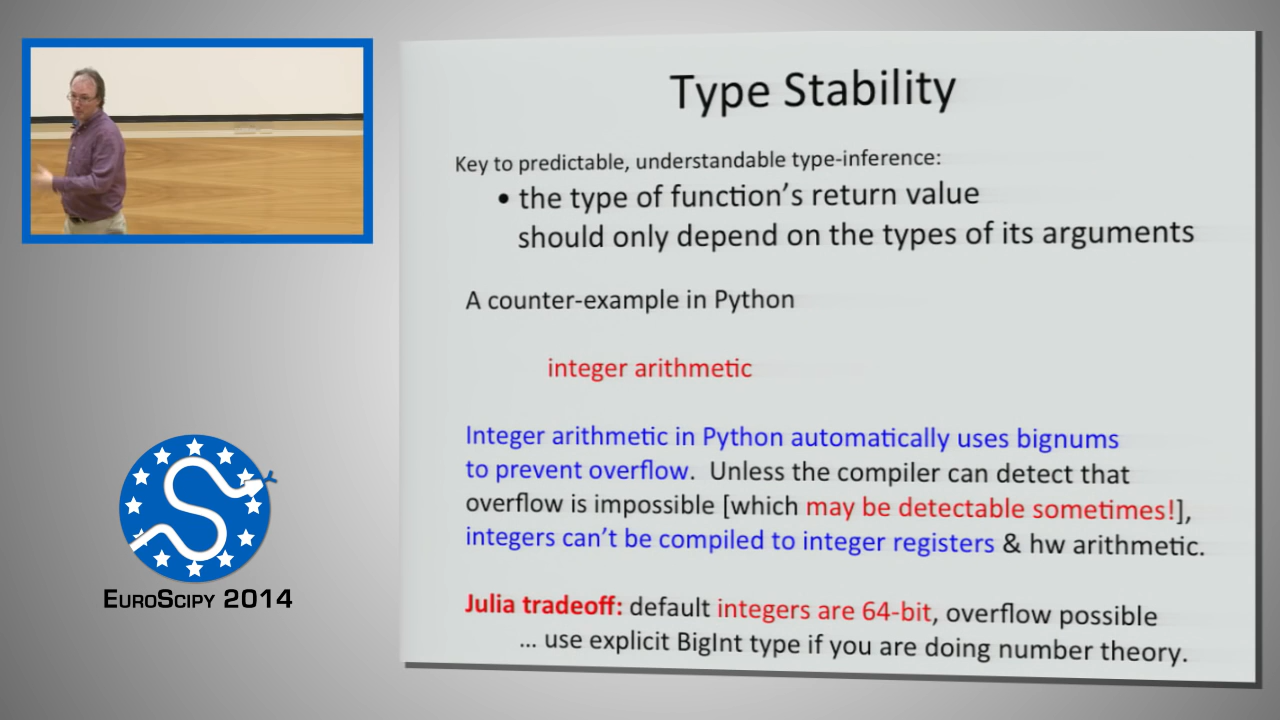 Type Stability
Key to predictable, understandable type-inference:
• the type of function's return value
should only depend on the types of its arguments
A counter-example in Python
integer arithmetic
Integer arithmetic in Python automatically uses bignums
to prevent overflow. Unless the compiler can detect that
overflow is impossible [which may be detectable sometimes!],
integers can't be compiled to integer registers & hw arithmetic.
Julia tradeoff: default integers are 64-bit, overflow possible
... use explicit BigInt type if you are doing number theory.
EuroScipy 2014